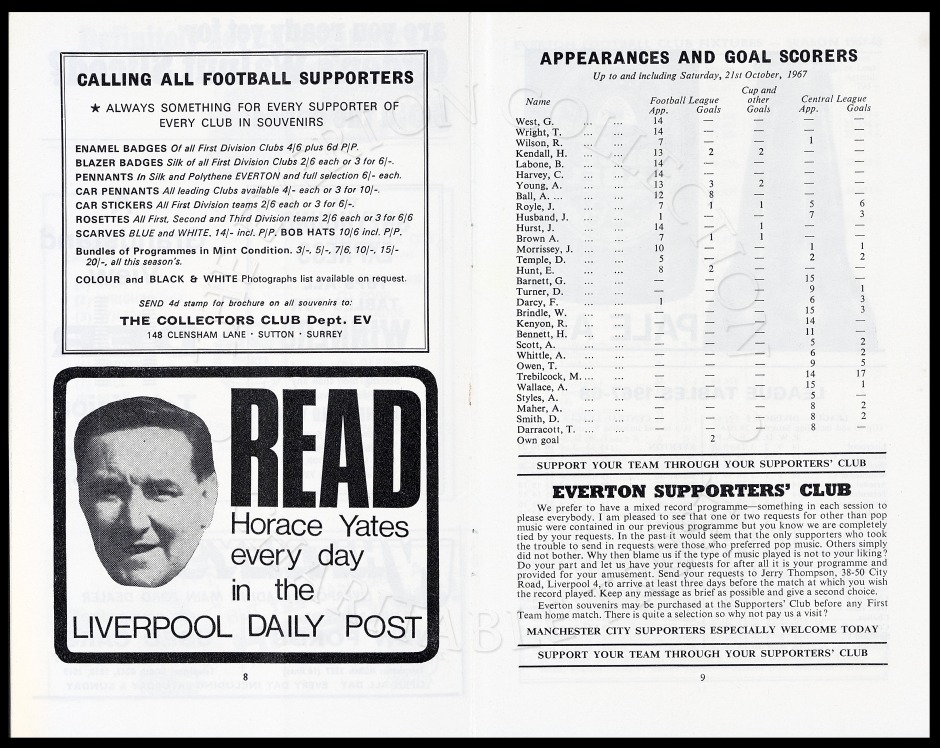 CALLING ALL FOOTBALL SUPPORTERS
★ ALWAYS SOMETHING FOR EVERY SUPPORTER OF
EVERY CLUB IN SOUVENIRS
ENAMEL BADGES Of all First Division Clubs 4/6 plus 6d P/P.
BLAZER BADGES Silk of all First Division Clubs 2/6 each or 3 for 6/-.
PENNANTS In Silk and Polythene EVERTON and full selection 6/- each.
CAR PENNANTS All leading Clubs available 4/- each or 3 for 10/-.
CAR STICKERS All First Division teams 2/6 each or 3 for 6/-.
ROSETTES All First, Second and Third Division teams 2/6 each or 3 for 6/6
SCARVES BLUE and WHITE. 14/- incl. P/P. BOB HATS 10/6 incl. P/P.
Bundles of Programmes in Mint Condition. 3/-, 5/-, 7/6, 10/-, 15/-
20/-, all this season's.
COLOUR and BLACK & WHITE Photographs list available on request.
SEND 4d stamp for brochure on all souvenirs to:
THE COLLECTORS CLUB Dept. EV
148 CLENSHAM LANE · SUTTON · SURREY
READ
Horace Yates
every day
in the
LIVERPOOL DAILY POST
8
APPEARANCES AND GOAL SCORERS
Up to and including Saturday, 21st October, 1967
Name Football League App. Goals Cup and other Goals Central League App. Goals
West, G. ... ... 14 — — — —
Wright, T. ... ... 14 — — — —
Wilson, R. ... ... 7 — — 1 —
Kendall, H. ... ... 13 2 2 — —
Labone, B. ... ... 14 — — — —
Harvey, C. ... ... 14 — — — —
Young, A. ... ... 13 3 2 — —
Ball, A. ... ... 12 8 — — —
Royle, J. ... ... 7 1 1 5 6
Husband, J. ... ... 1 — — 7 3
Hurst, J. ... ... 14 — 1 — —
Brown A. ... ... 7 1 1 — —
Morrissey, J. ... ... 10 — — 1 1
Temple, D. ... ... 5 — — 2 2
Hunt, E. ... ... 8 2 — — —
Barnett, G. ... ... — — — 15 —
Turner, D. ... ... — — — 9 1
Darcy, F. ... ... 1 — — 6 3
Brindle, W. ... ... — — — 15 3
Kenyon, R. ... ... — — — 14 —
Bennett, H. ... ... — — — 11 —
Scott, A. ... ... — — — 5 2
Whittle, A. ... ... — — — 6 2
Owen, T. ... ... — — — 9 5
Trebilcock, M. ... ... — — — 14 17
Wallace, A. ... ... — — — 15 1
Styles, A. ... ... — — — 5 —
Maher, A. ... ... — — — 8 2
Smith, D. ... ... — — — 8 2
Darracott, T. ... ... — — — 8 —
Own goal 2
SUPPORT YOUR TEAM THROUGH YOUR SUPPORTERS' CLUB
EVERTON SUPPORTERS' CLUB
We prefer to have a mixed record programme—something in each session to
please everybody. I am pleased to see that one or two requests for other than pop
music were contained in our previous programme but you know we are completely
tied by your requests. In the past it would seem that the only supporters who took
the trouble to send in requests were those who preferred pop music. Others simply
did not bother. Why then blame us if the type of music played is not to your liking?
Do your part and let us have your requests for after all it is your programme and
provided for your amusement. Send your requests to Jerry Thompson, 38-50 City
Road, Liverpool 4, to arrive at least three days before the match at which you wish
the record played. Keep any message as brief as possible and give a second choice.
Everton souvenirs may be purchased at the Supporters' Club before any First
Team home match. There is quite a selection so why not pay us a visit?
MANCHESTER CITY SUPPORTERS ESPECIALLY WELCOME TODAY
SUPPORT YOUR TEAM THROUGH YOUR SUPPORTERS' CLUB
9